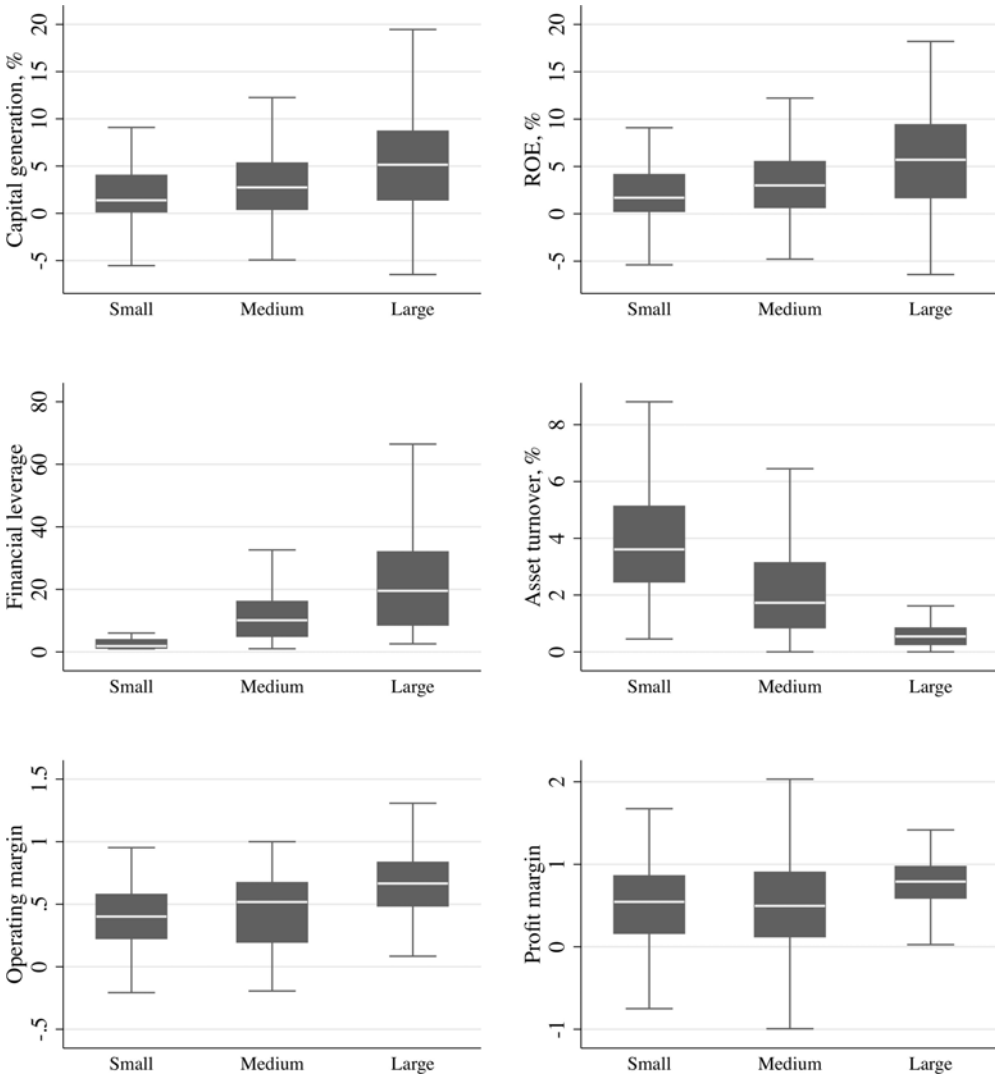 Capital generation, %
20
15
10
5
0
-5
Small Medium Large
ROE, %
20
15
10
5
0
-5
Small Medium Large
Financial leverage
80
60
40
20
0
Small Medium Large
Asset turnover, %
8
6
4
2
0
Small Medium Large
Operating margin
1.5
1
.5
0
-.5
Small Medium Large
Profit margin
2
1
0
-1
Small Medium Large